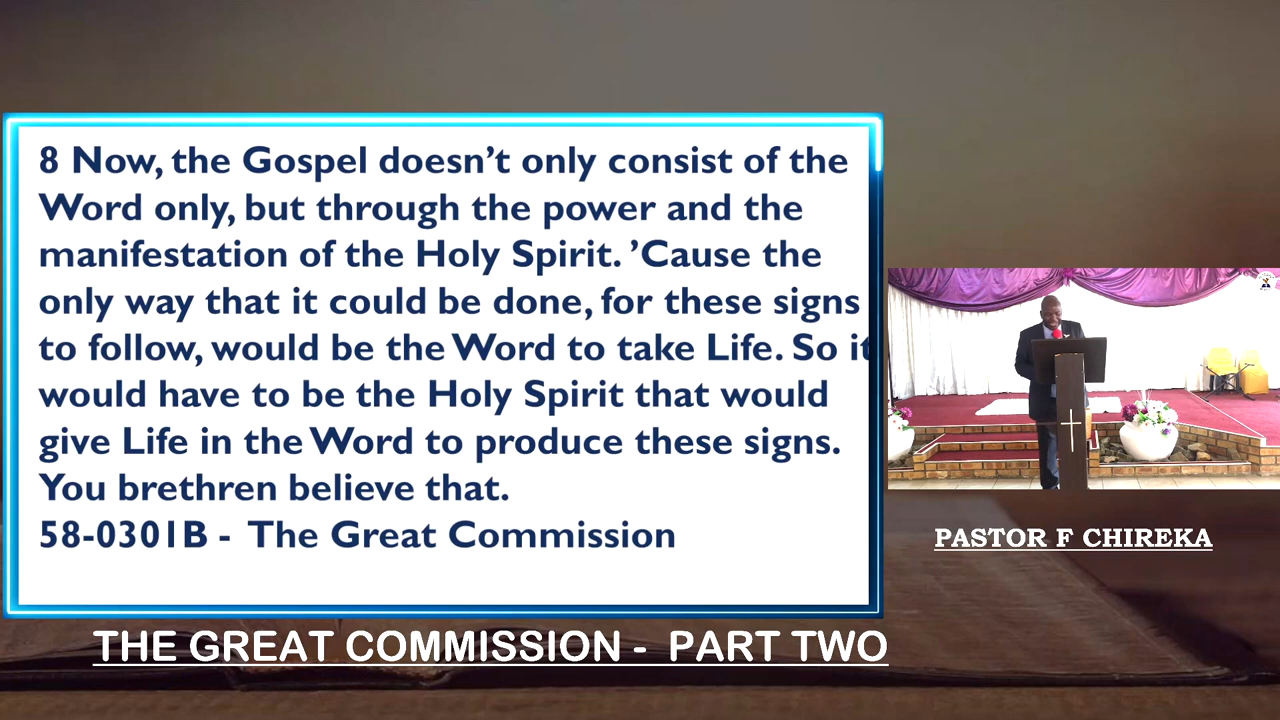 8 Now, the Gospel doesn’t only consist of the
Word only, but through the power and the
manifestation of the Holy Spirit. ’Cause the
only way that it could be done, for these signs
to follow, would be the Word to take Life. So it
would have to be the Holy Spirit that would
give Life in the Word to produce these signs.
You brethren believe that.
58-0301B - The Great Commission
PASTOR F CHIREKA
THE GREAT COMMISSION - PART TWO